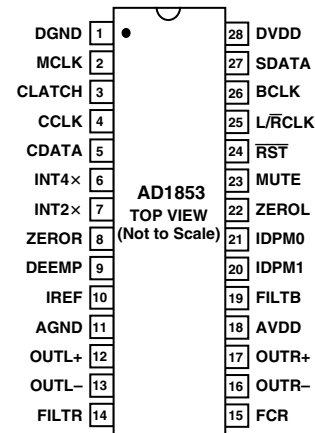 DGND 1 28 DVDD
MCLK 2 27 SDATA
CLATCH 3 26 BCLK
CCLK 4 25 L/R̅CLK
CDATA 5 24 R̅S̅T̅
INT4× 6 23 MUTE
INT2× 7 22 ZEROL
ZEROR 8 21 IDPM0
DEEMP 9 20 IDPM1
IREF 10 19 FILTB
AGND 11 18 AVDD
OUTL+ 12 17 OUTR+
OUTL– 13 16 OUTR–
FILTR 14 15 FCR
AD1853
TOP VIEW
(Not to Scale)